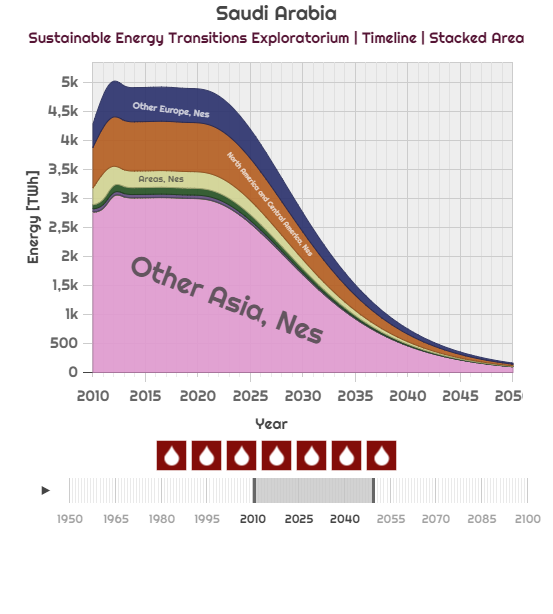 Saudi Arabia
Sustainable Energy Transitions Exploratorium | Timeline | Stacked Area
5k
4,5k
4k
3,5k
3k
2,5k
2k
1,5k
1k
500
0
Energy [TWh]
Other Europe, Nes
North America and Central America, Nes
Areas, Nes
Other Asia, Nes
2010 2015 2020 2025 2030 2035 2040 2045 205
Year
1950 1965 1980 1995 2010 2025 2040 2055 2070 2085 2100